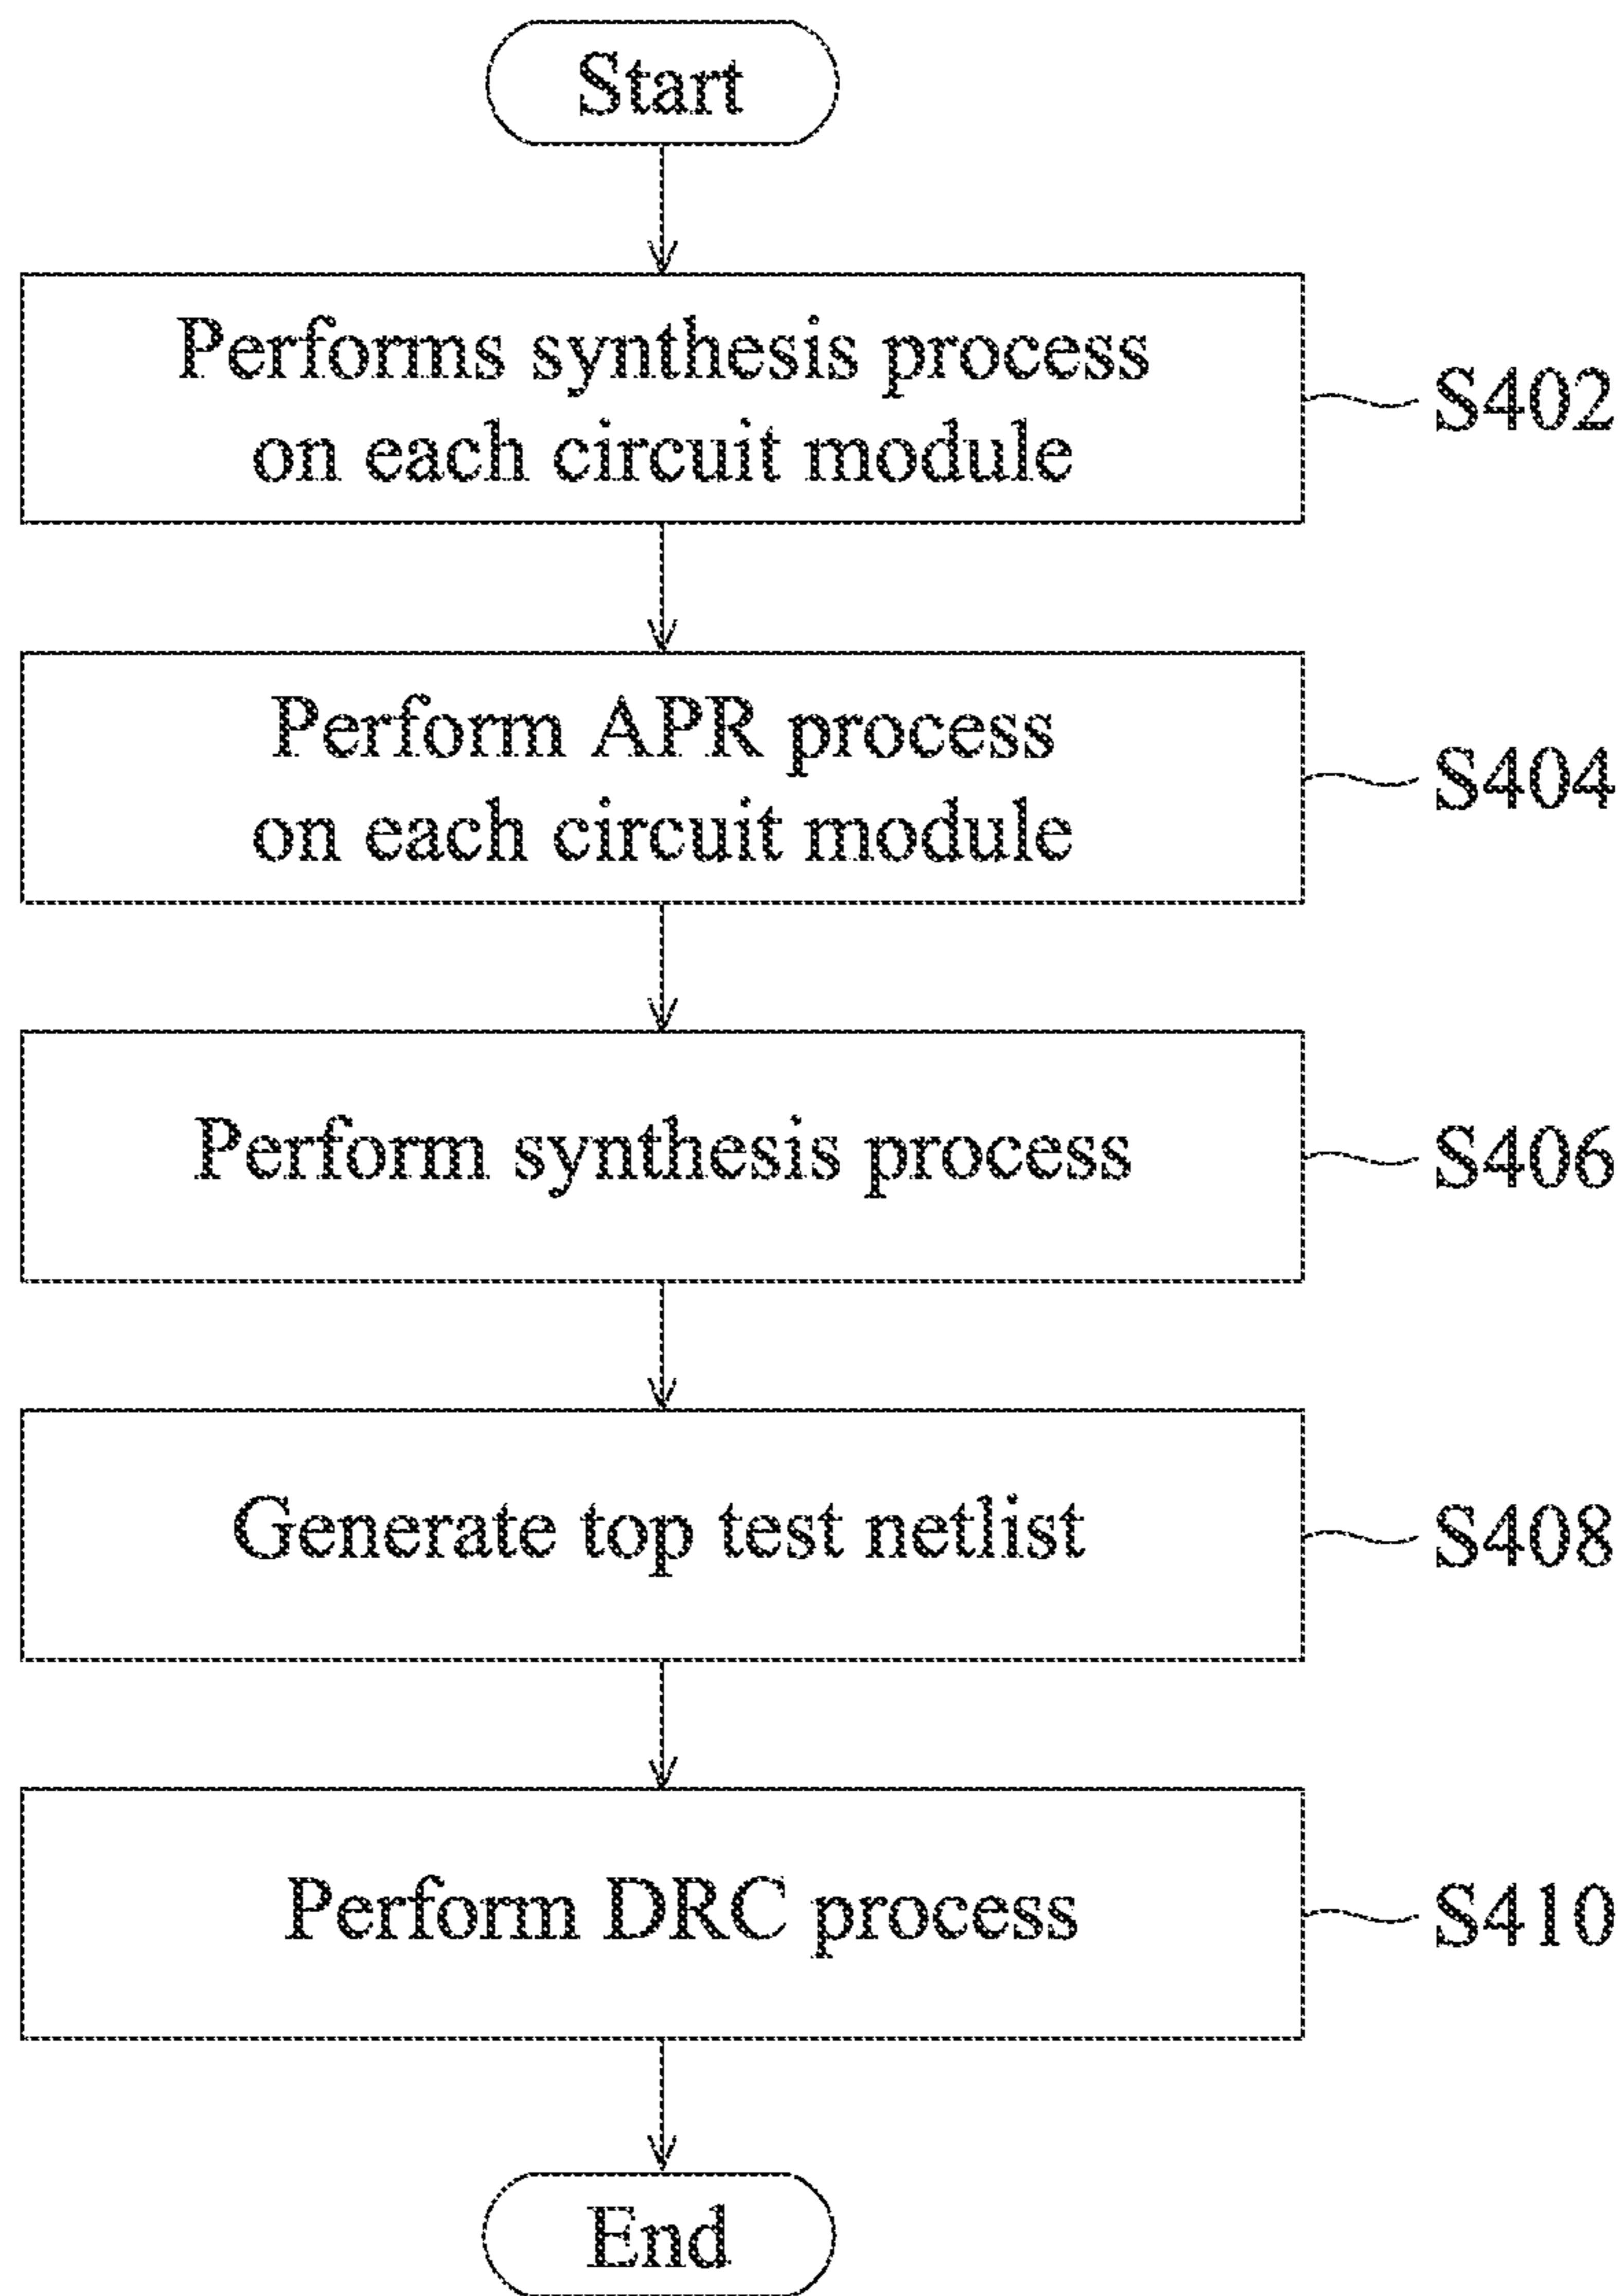 Start
Performs synthesis process
on each circuit module
S402
Perform APR process
on each circuit module
S404
Perform synthesis process
S406
Generate top test netlist
S408
Perform DRC process
S410
End